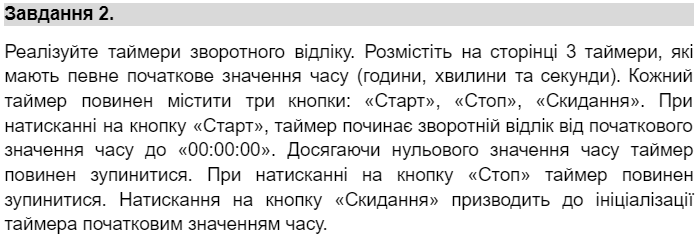 Завдання 2.
Реалізуйте таймери зворотного відліку. Розмістіть на сторінці 3 таймери, які
мають певне початкове значення часу (години, хвилини та секунди). Кожний
таймер повинен містити три кнопки: «Старт», «Стоп», «Скидання». При
натисканні на кнопку «Старт», таймер починає зворотній відлік від початкового
значення часу до «00:00:00». Досягаючи нульового значення часу таймер
повинен зупинитися. При натисканні на кнопку «Стоп» таймер повинен
зупинитися. Натискання на кнопку «Скидання» призводить до ініціалізації
таймера початковим значенням часу.